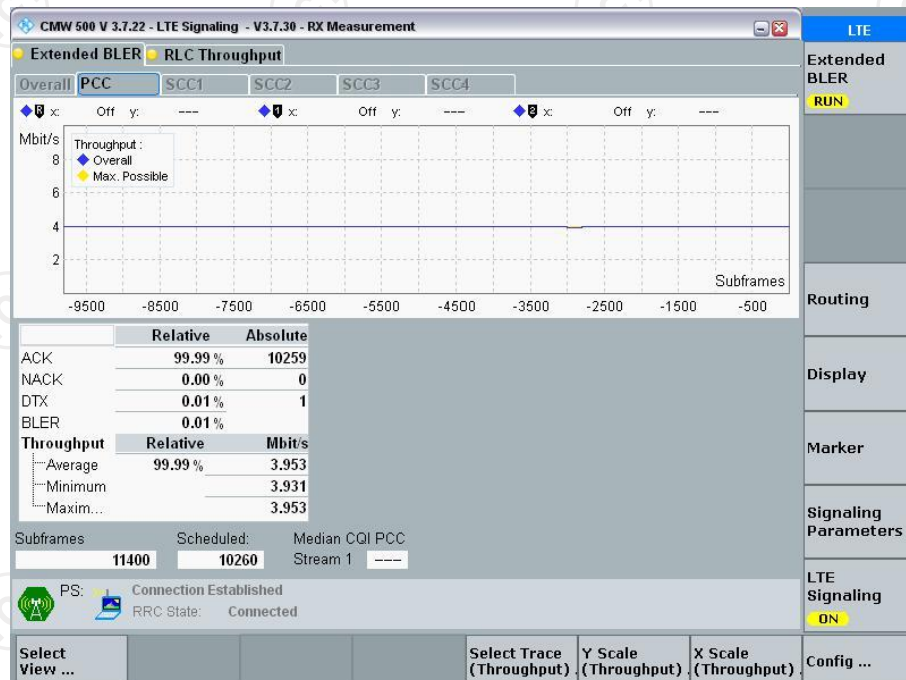 CMW 500 V 3.7.22 - LTE Signaling - V3.7.30 - RX Measurement
LTE
Extended BLER RLC Throughput
Extended
BLER
RUN
Overall PCC SCC1 SCC2 SCC3 SCC4
R x: Off y: --- 1 x: Off y: --- 2 x: Off y: ---
Mbit/s
Throughput :
Overall
Max. Possible
8
6
4
2
Subframes
-9500 -8500 -7500 -6500 -5500 -4500 -3500 -2500 -1500 -500
Routing
Relative Absolute
ACK 99.99 % 10259
NACK 0.00 % 0
DTX 0.01 % 1
BLER 0.01 %
Display
Throughput Relative Mbit/s
Average 99.99 % 3.953
Minimum 3.931
Maxim... 3.953
Marker
Signaling
Parameters
Subframes Scheduled: Median CQI PCC
11400 10260 Stream 1 ---
PS: Connection Established
RRC State: Connected
LTE
Signaling
ON
Select
View ...
Select Trace
(Throughput) .
Y Scale
(Throughput) .
X Scale
(Throughput) .
Config ...